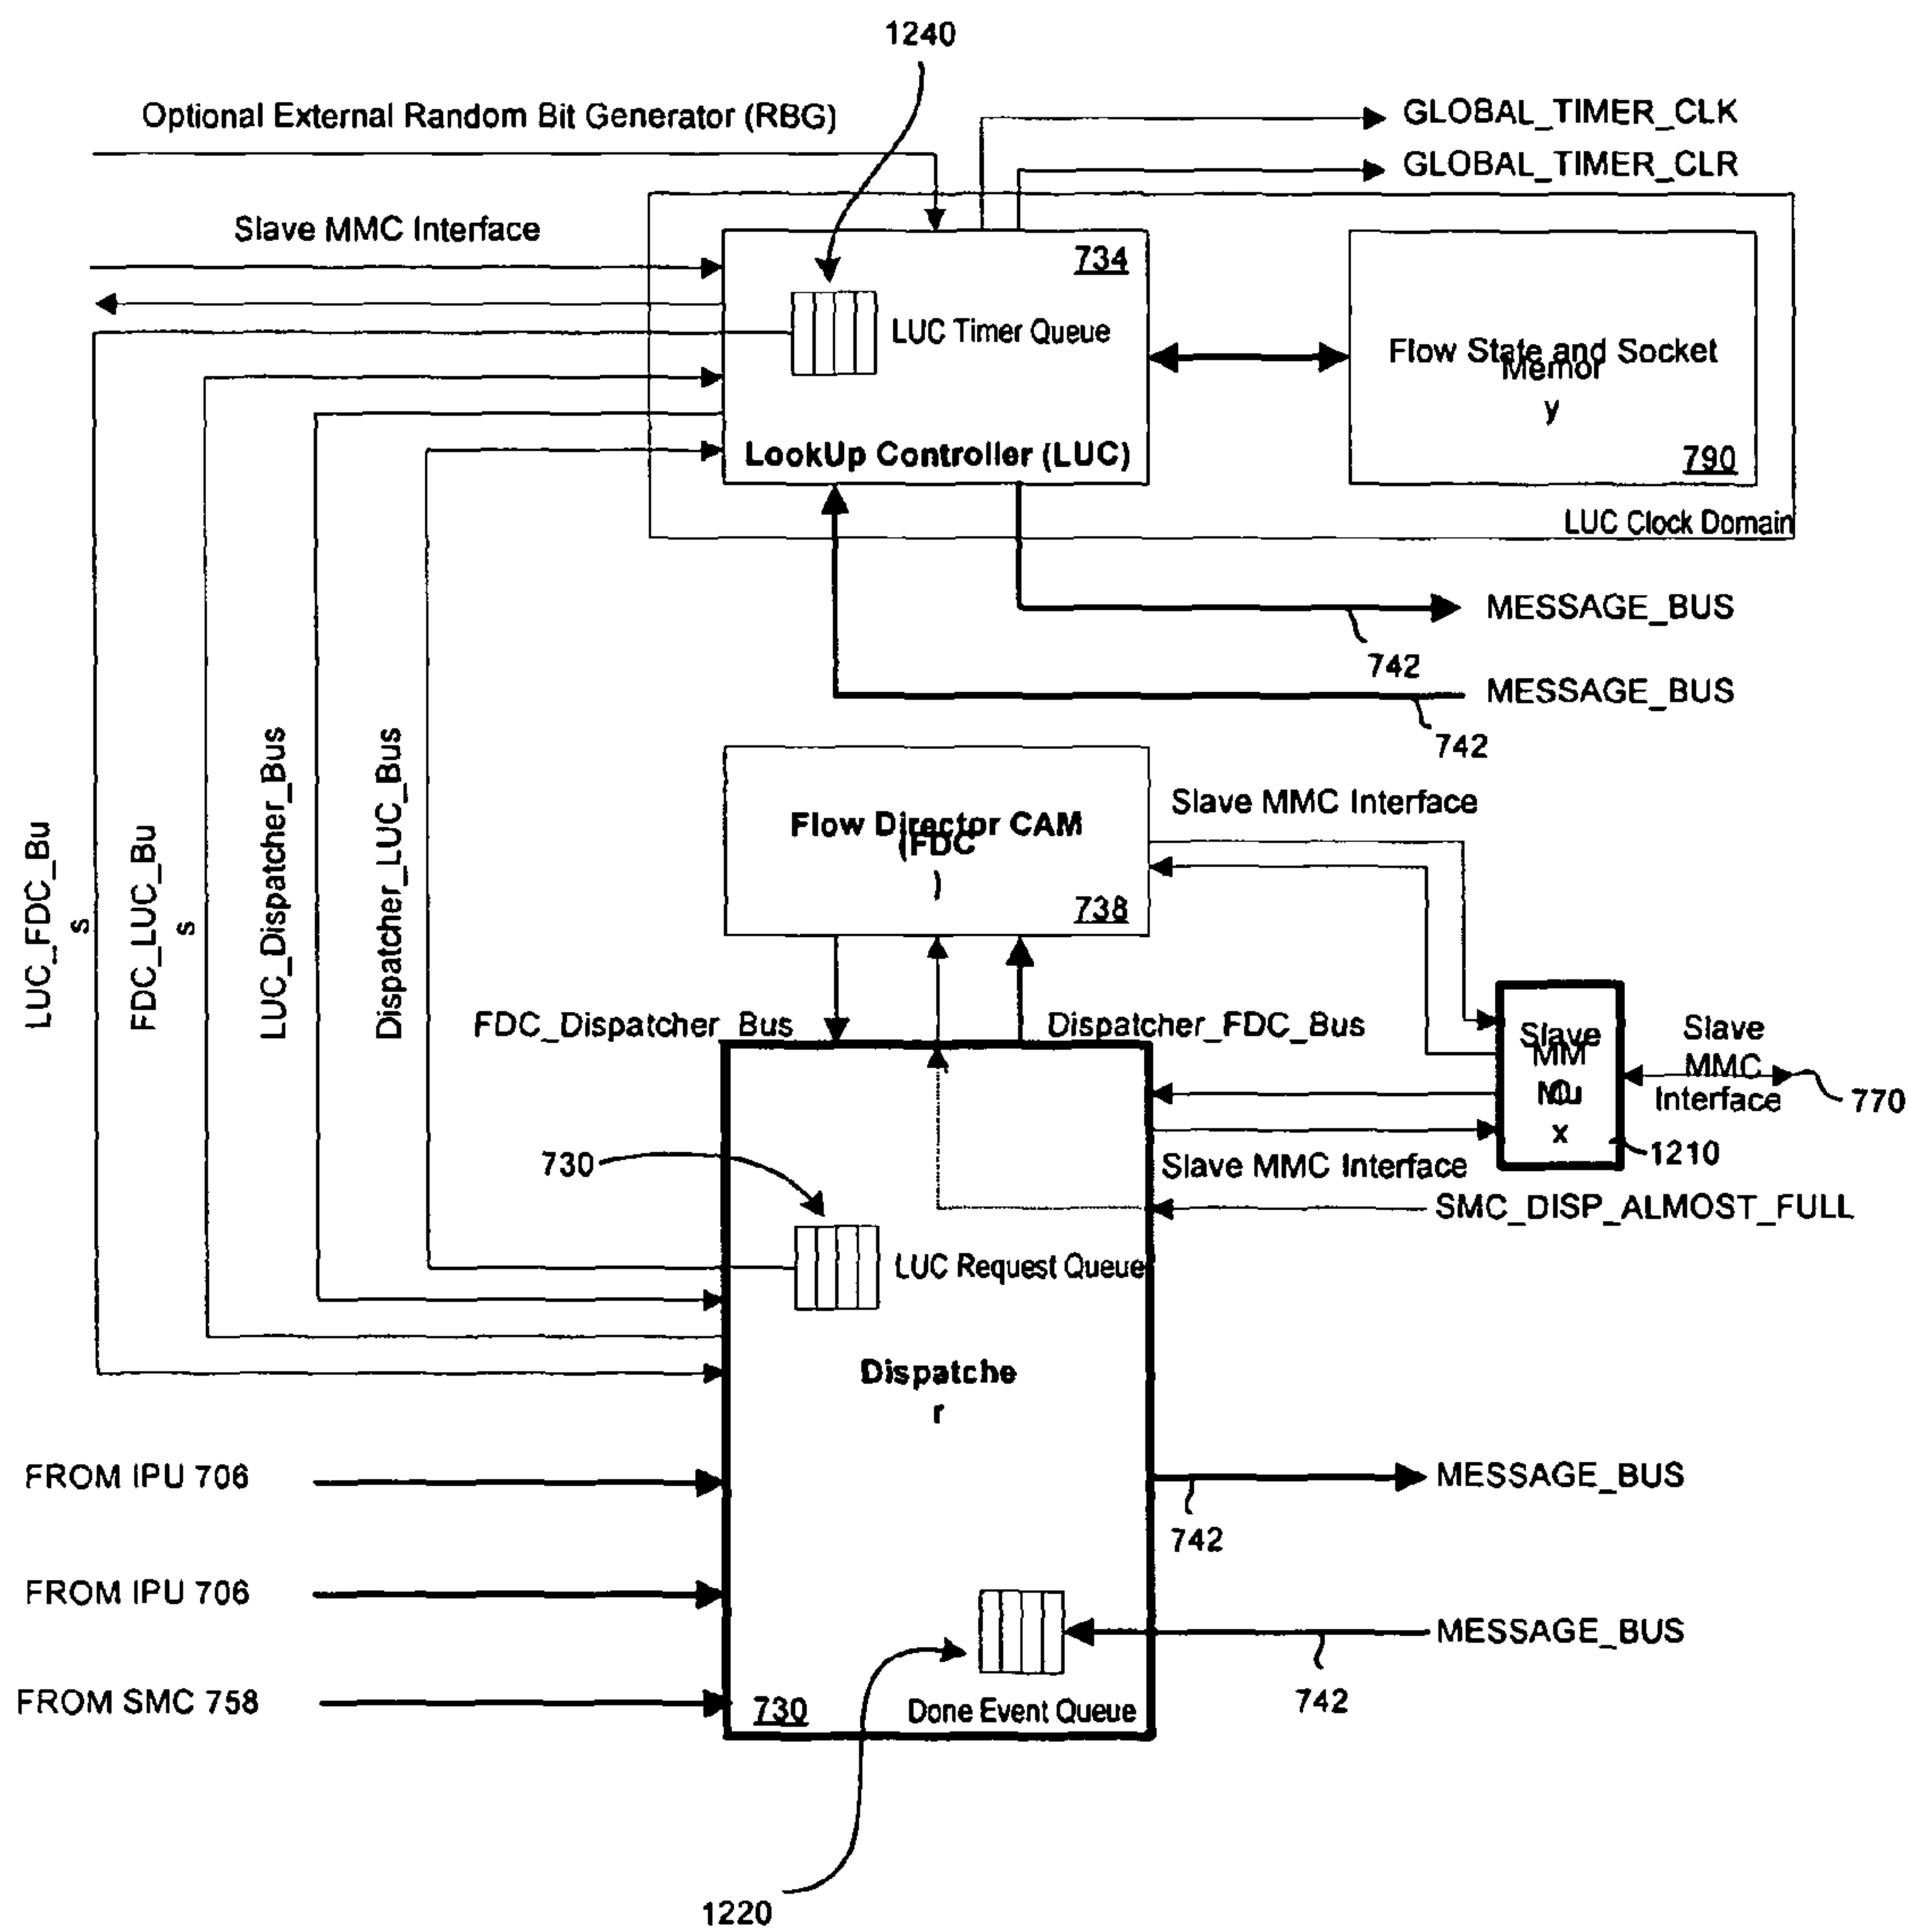 1240
Optional External Random Bit Generator (RBG)
GLOBAL_TIMER_CLK
GLOBAL_TIMER_CLR
Slave MMC Interface
734
LUC Timer Queue
LookUp Controller (LUC)
Flow State and Socket
Memor
y
790
LUC Clock Domain
MESSAGE_BUS
742
MESSAGE_BUS
742
LUC_FDC_Bu
s
FDC_LUC_Bu
s
LUC_Dispatcher_Bus
Dispatcher_LUC_Bus
Flow Director CAM
(FDC
)
738
Slave MMC Interface
FDC_Dispatcher_Bus
Dispatcher_FDC_Bus
Slave
MM
C
Mu
x
Slave
MMC
Interface
770
1210
730
Slave MMC Interface
SMC_DISP_ALMOST_FULL
LUC Request Queue
Dispatche
r
FROM IPU 706
MESSAGE_BUS
742
FROM IPU 706
MESSAGE_BUS
742
FROM SMC 758
730
Done Event Queue
1220